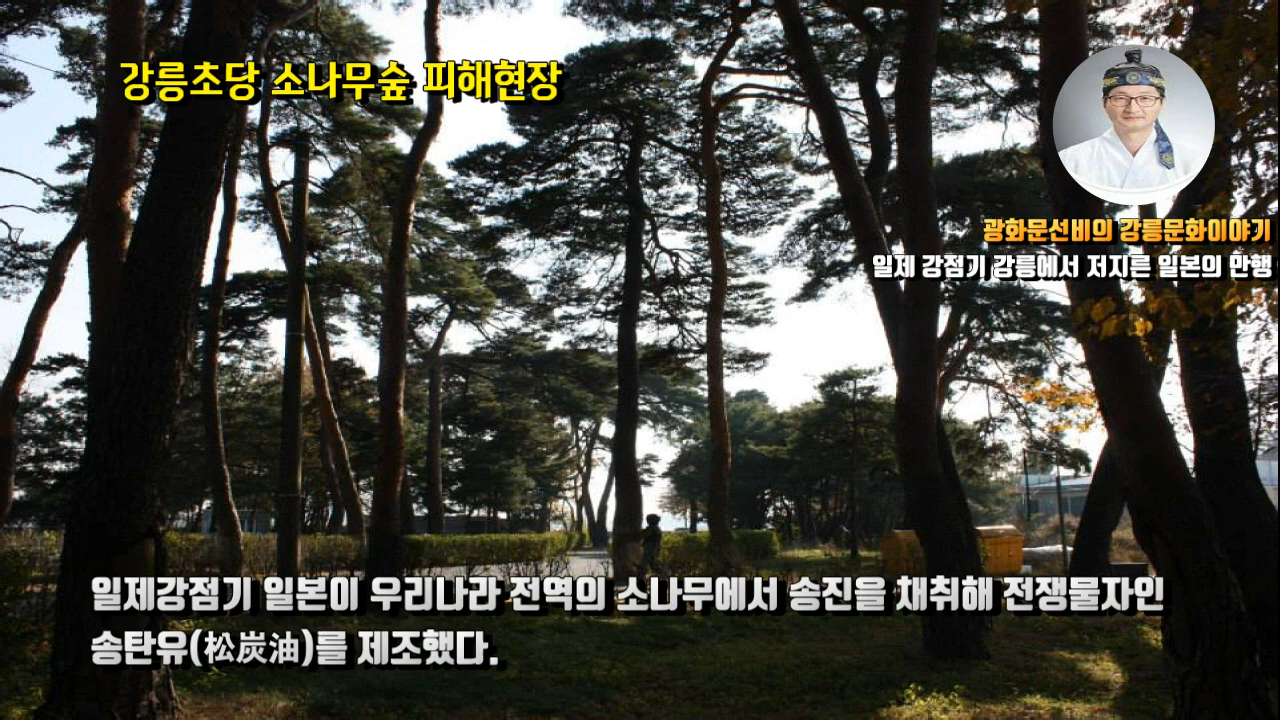 강릉초당 소나무숲 피해현장
광화문선비의 강릉문화이야기
일제 강점기 강릉에서 저지른 일본의 만행
일제강점기 일본이 우리나라 전역의 소나무에서 송진을 채취해 전쟁물자인
송탄유(松炭油)를 제조했다.